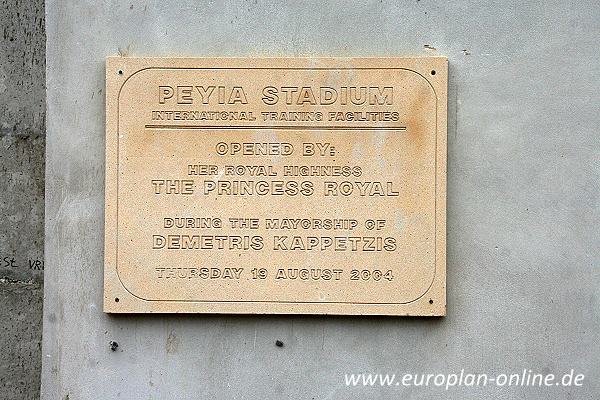 PEYIA STADIUM
INTERNATIONAL TRAINING FACILITIES
OPENED BY:
HER ROYAL HIGHNESS
THE PRINCESS ROYAL
DURING THE MAYORSHIP OF
DEMETRIS KAPPETZIS
THURSDAY 19 AUGUST 2004
www.europlan-online.de